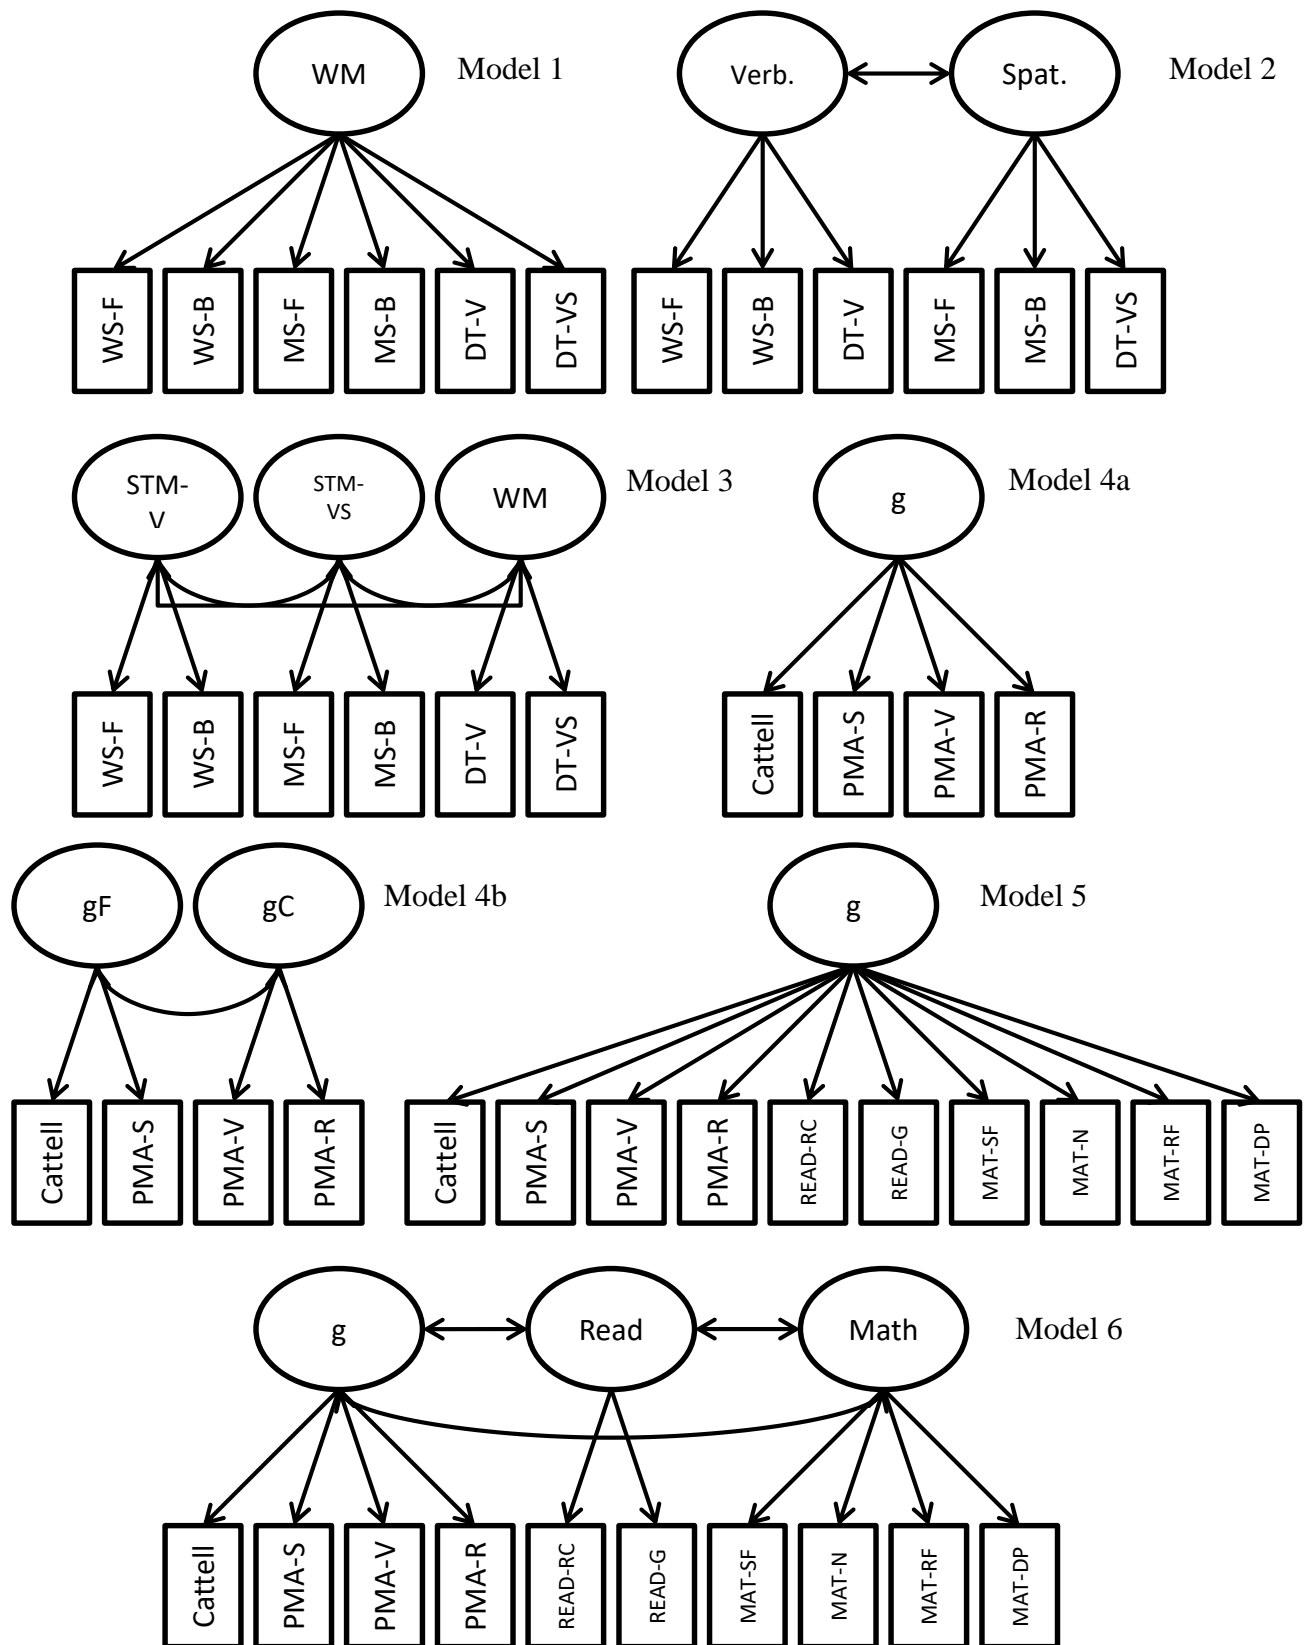 WM
Model 1
Verb.
Spat.
Model 2
WS-F
WS-B
MS-F
MS-B
DT-V
DT-VS
WS-F
WS-B
DT-V
MS-F
MS-B
DT-VS
STM-
V
STM-
VS
WM
Model 3
g
Model 4a
WS-F
WS-B
MS-F
MS-B
DT-V
DT-VS
Cattell
PMA-S
PMA-V
PMA-R
gF
gC
Model 4b
g
Model 5
Cattell
PMA-S
PMA-V
PMA-R
Cattell
PMA-S
PMA-V
PMA-R
READ-RC
READ-G
MAT-SF
MAT-N
MAT-RF
MAT-DP
g
Read
Math
Model 6
Cattell
PMA-S
PMA-V
PMA-R
READ-RC
READ-G
MAT-SF
MAT-N
MAT-RF
MAT-DP